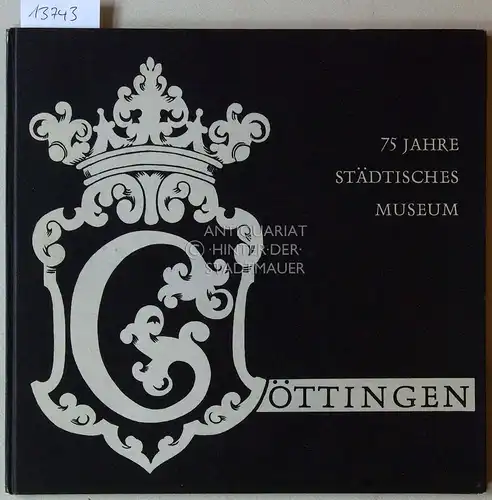 13743
75 JAHRE
STÄDTISCHES
MUSEUM
ANTIQUARIAT
© · HINTER · DER ·
STADTMAUER
GÖTTINGEN